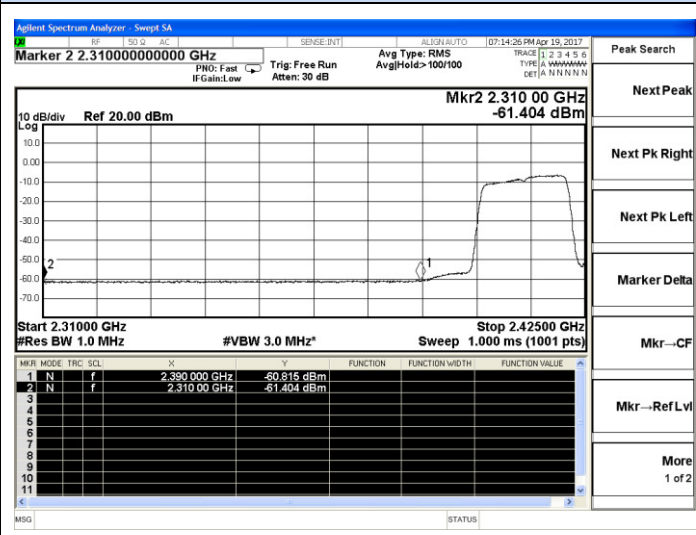 Agilent Spectrum Analyzer - Swept SA
RF 50 Ω AC SENSE:INT ALIGN AUTO 07:14:26 PM Apr 19, 2017
Marker 2 2.310000000000 GHz
PNO: Fast
IFGain:Low
Trig: Free Run
Atten: 30 dB
Avg Type: RMS
Avg|Hold:>100/100
TRACE 1 2 3 4 5 6
TYPE A WWWWW
DET A N N N N N
Peak Search
Next Peak
Next Pk Right
Next Pk Left
Marker Delta
Mkr→CF
Mkr→Ref Lvl
More
1 of 2
Mkr2 2.310 00 GHz
-61.404 dBm
10 dB/div Ref 20.00 dBm
Log
10.0
0.00
-10.0
-20.0
-30.0
-40.0
-50.0
-60.0
-70.0
2
1
Start 2.31000 GHz Stop 2.42500 GHz
#Res BW 1.0 MHz #VBW 3.0 MHz* Sweep 1.000 ms (1001 pts)
MKR MODE TRC SCL X Y FUNCTION FUNCTION WIDTH FUNCTION VALUE
1 N f 2.390 000 GHz -60.815 dBm
2 N f 2.310 00 GHz -61.404 dBm
3
4
5
6
7
8
9
10
11
MSG STATUS